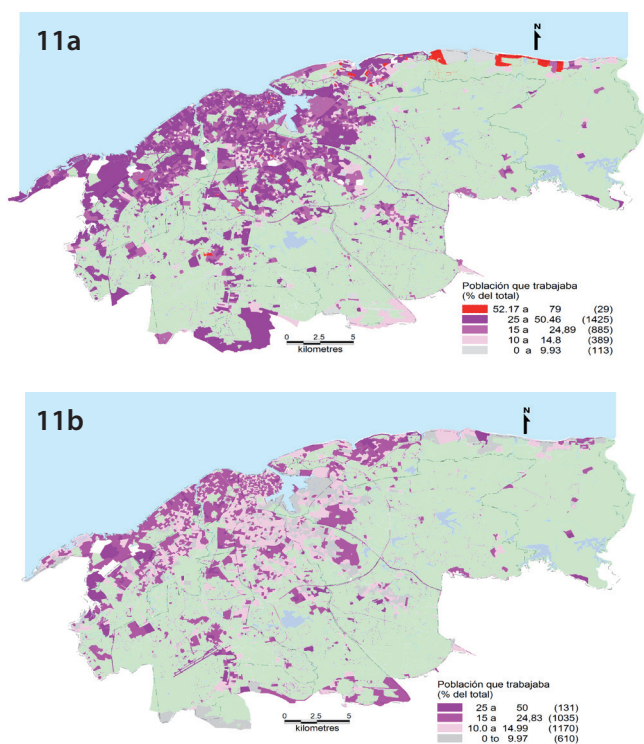 11a
N
Población que trabajaba
(% del total)
52.17 a 79 (29)
25 a 50.46 (1425)
15 a 24,89 (885)
10 a 14.8 (389)
0 a 9.93 (113)
0 2.5 5
kilometres
11b
N
Población que trabajaba
(% del total)
25 a 50 (131)
15 a 24,83 (1035)
10.0 a 14.99 (1170)
0 to 9.97 (610)
0 2.5 5
kilometres